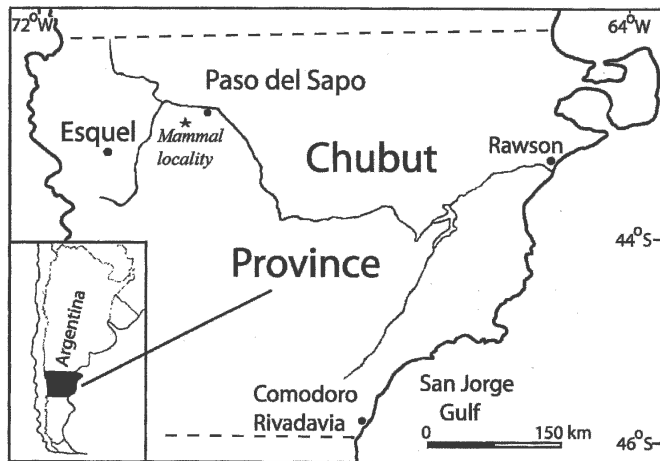 72°W
64°W
Paso del Sapo
Esquel
*
Mammal
locality
Chubut
Rawson
44°S
Province
Argentina
Comodoro
Rivadavia
San Jorge
Gulf
0 150 km
46°S